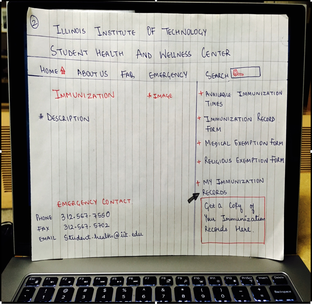 2
ILLINOIS INSTITUTE OF TECHNOLOGY
STUDENT HEALTH AND WELLNESS CENTER
HOME ABOUT US FAQ EMERGENCY SEARCH
IMMUNIZATION
* IMAGE
* DESCRIPTION
+ AVAILABLE IMMUNIZATION TIMES
+ IMMUNIZATION RECORD FORM
+ MEDICAL EXEMPTION FORM
+ RELIGIOUS EXEMPTION FORM
+ MY IMMUNIZATION RECORDS
Get a Copy of
Your Immunization
Records Here
EMERGENCY CONTACT
PHONE 312-567-7550
FAX 312-567-5702
EMAIL student.health@iit.edu